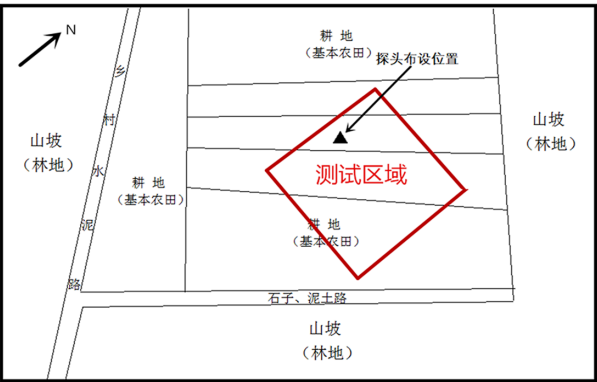 N
耕 地
（基本农田）
探头布设位置
乡
村
水
泥
路
山坡
（林地）
山坡
（林地）
耕 地
（基本农田）
测试区域
耕 地
（基本农田）
石子、泥土路
山坡
（林地）